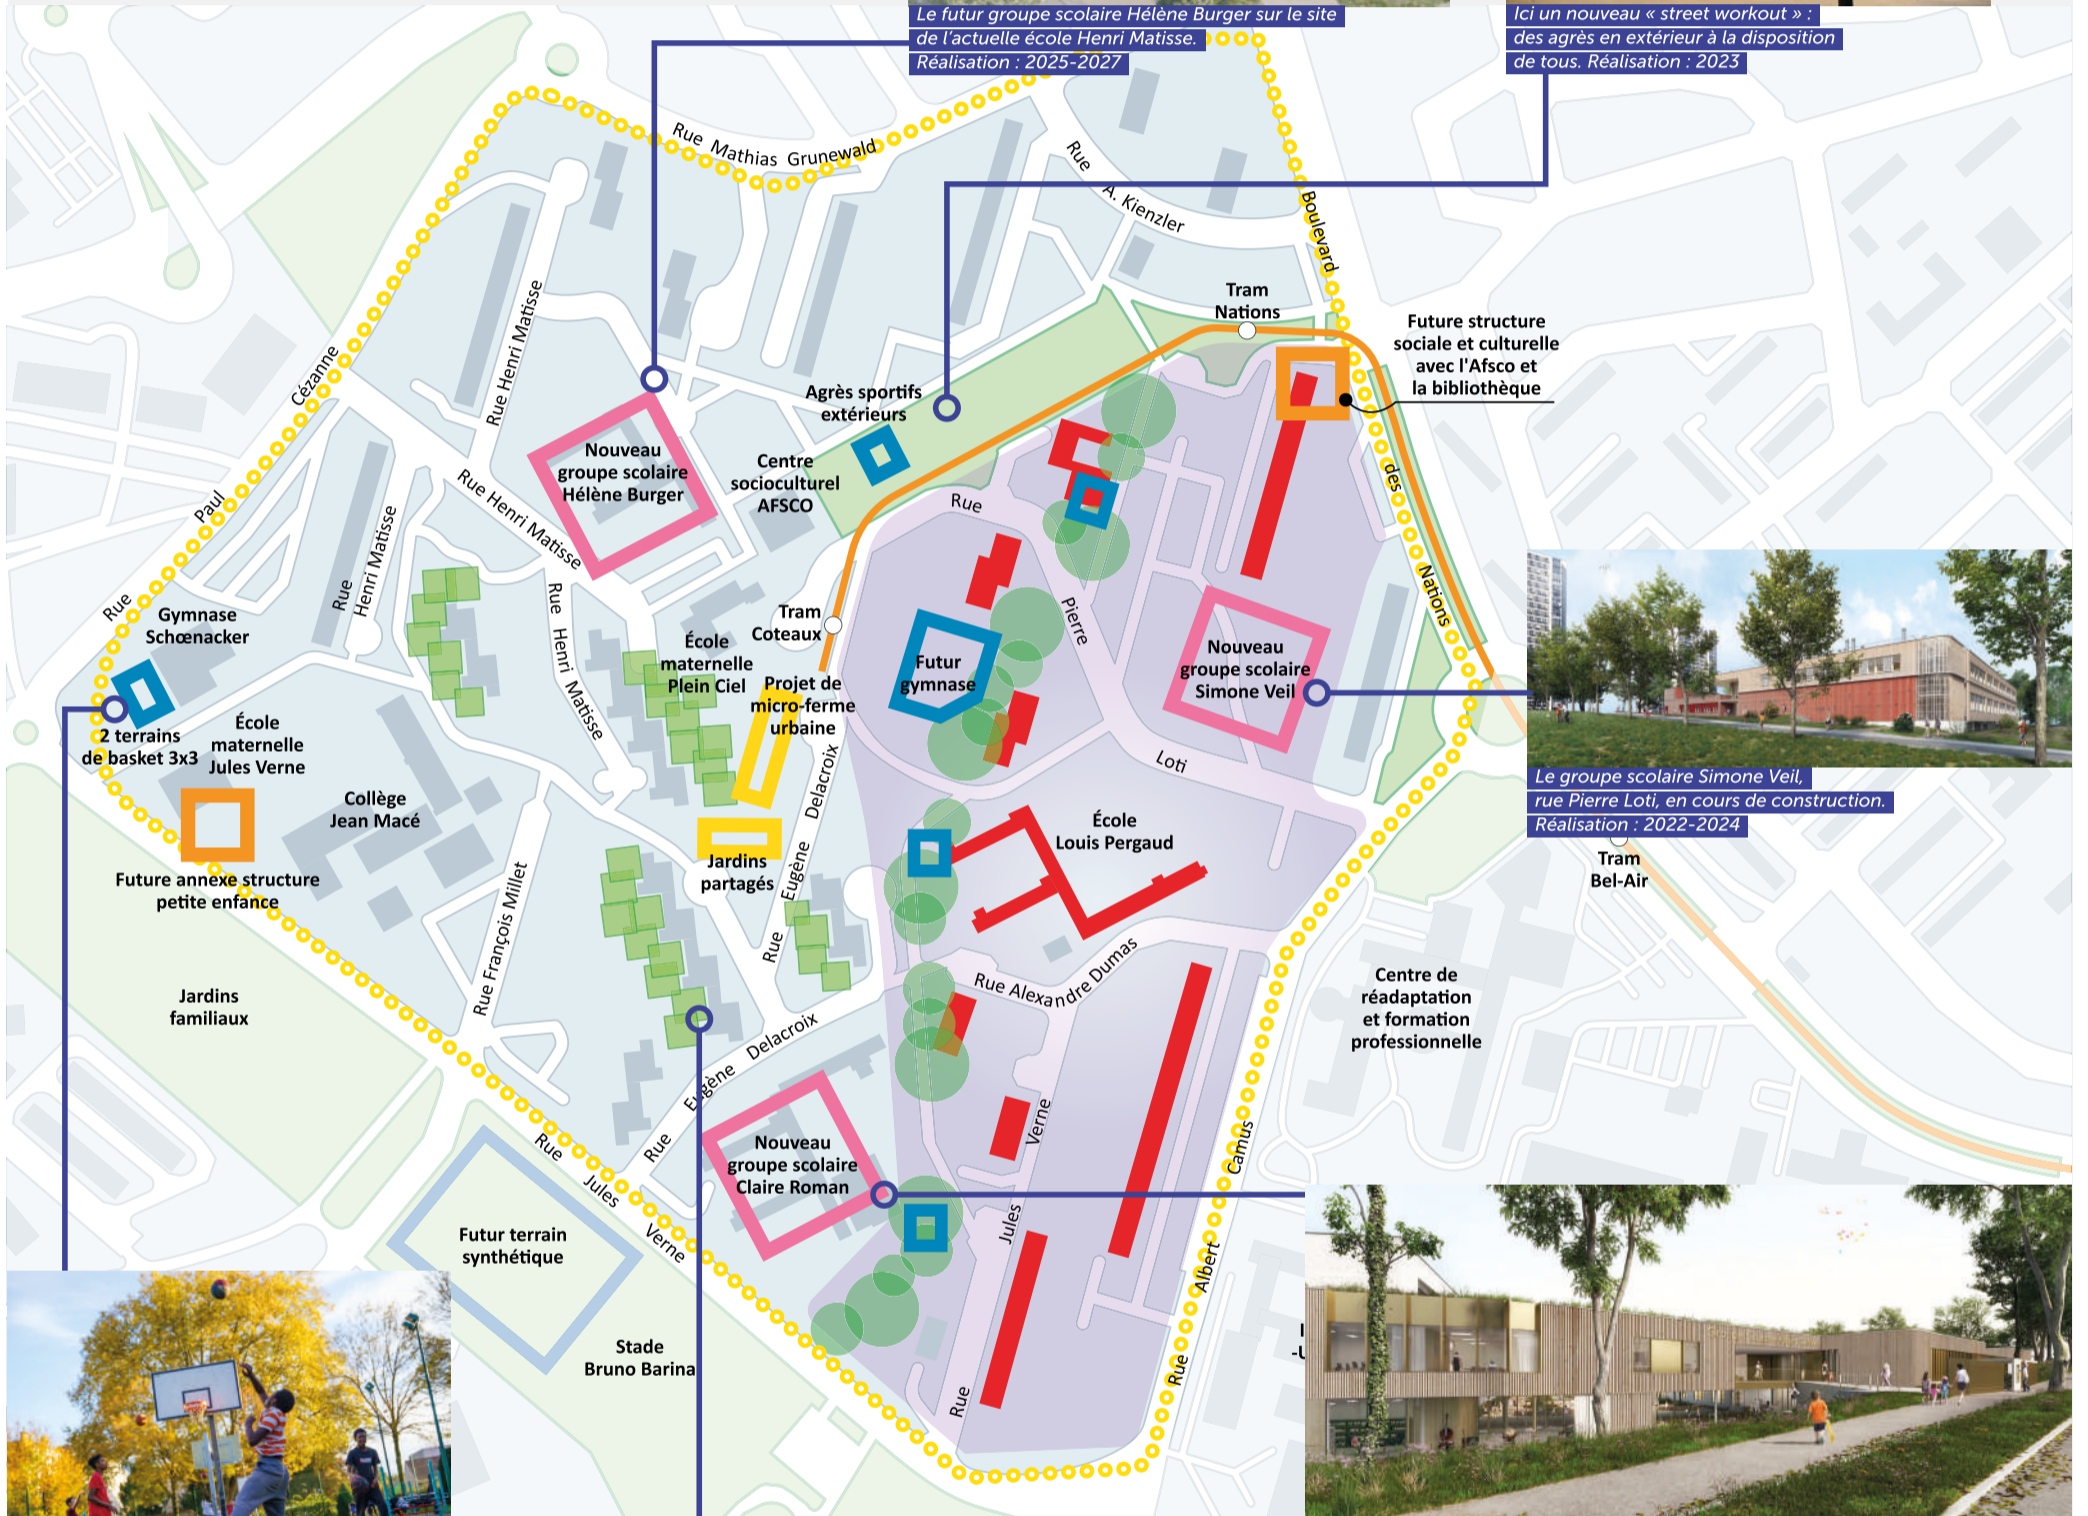 Le futur groupe scolaire Hélène Burger sur le site
de l'actuelle école Henri Matisse.
Réalisation : 2025-2027
Ici un nouveau « street workout » :
des agrès en extérieur à la disposition
de tous. Réalisation : 2023
Rue Mathias Grunewald
Rue A. Kienzler
Boulevard des Nations
Tram
Nations
Future structure
sociale et culturelle
avec l'Afsco et
la bibliothèque
Rue Paul Cézanne
Rue Henri Matisse
Agrès sportifs
extérieurs
Nouveau
groupe scolaire
Hélène Burger
Centre
socioculturel
AFSCO
Rue Henri Matisse
Rue Henri Matisse
Rue Henri Matisse
Rue Pierre Loti
Gymnase
Schœnacker
Tram
Coteaux
École
maternelle
Plein Ciel
Projet de
micro-ferme
urbaine
Futur
gymnase
Nouveau
groupe scolaire
Simone Veil
2 terrains
de basket 3x3
École
maternelle
Jules Verne
Collège
Jean Macé
Le groupe scolaire Simone Veil,
rue Pierre Loti, en cours de construction.
Réalisation : 2022-2024
École
Louis Pergaud
Tram
Bel-Air
Jardins
partagés
Rue Eugène Delacroix
Future annexe structure
petite enfance
Rue François Millet
Jardins
familiaux
Rue Alexandre Dumas
Centre de
réadaptation
et formation
professionnelle
Rue Eugène Delacroix
Nouveau
groupe scolaire
Claire Roman
Rue Jules Verne
Rue Jules Verne
Rue Albert Camus
Futur terrain
synthétique
Stade
Bruno Barina